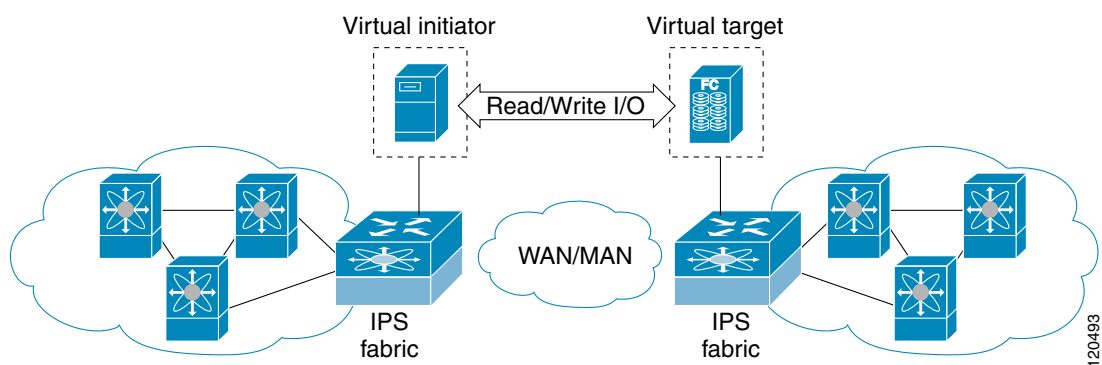 Virtual initiator
Virtual target
FC
Read/Write I/O
WAN/MAN
IPS
fabric
IPS
fabric
120493